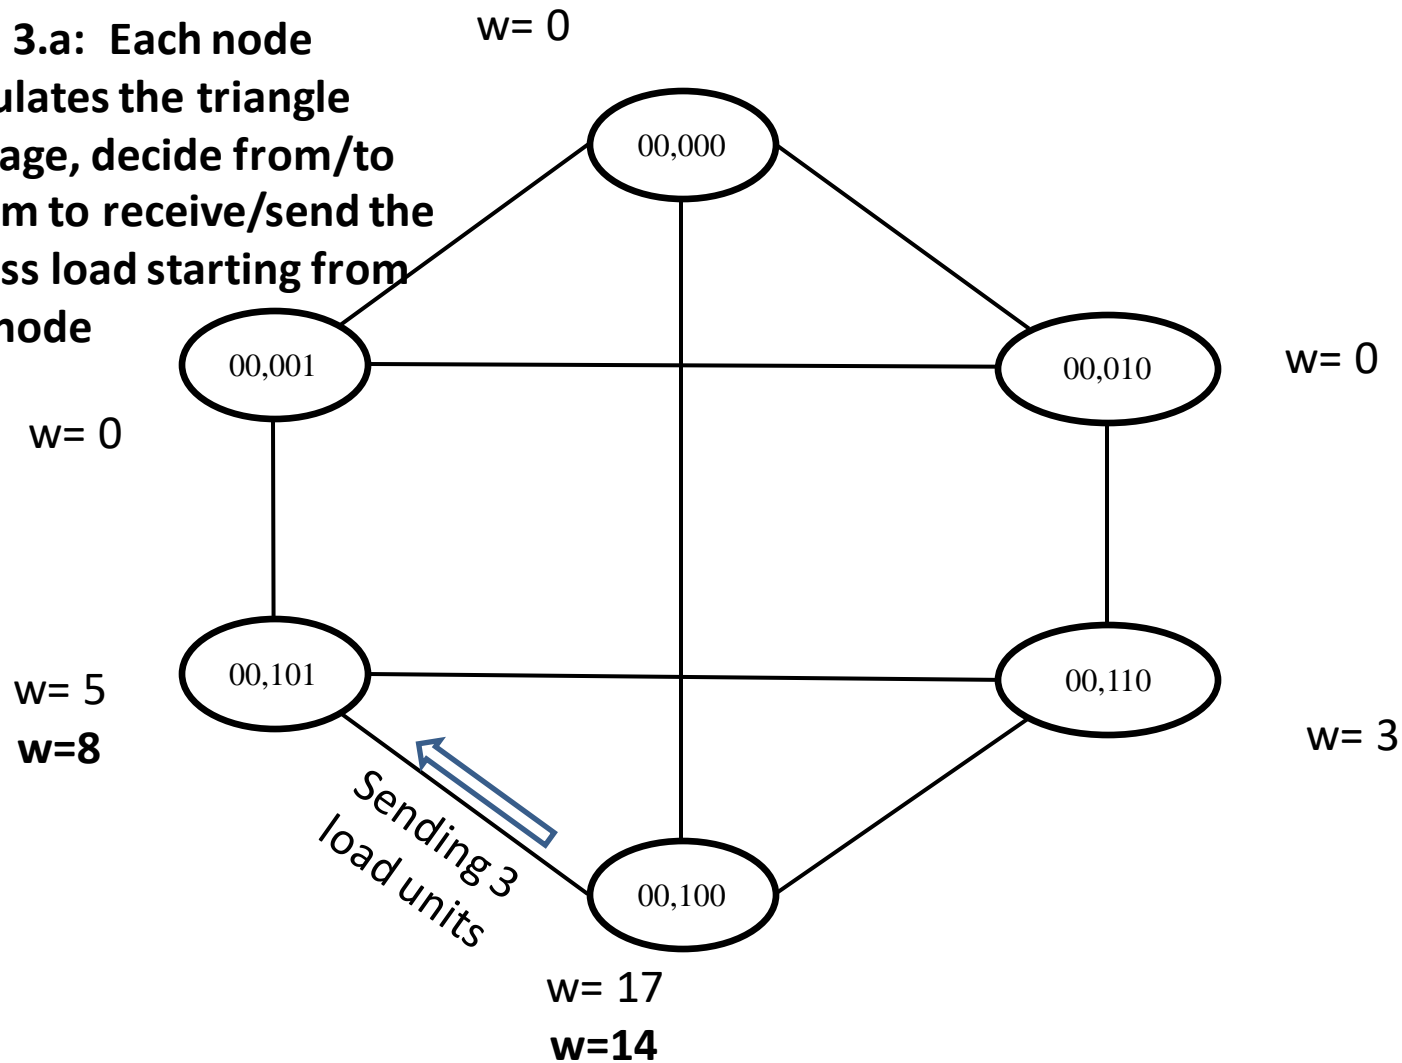 3.a: Each node
ulates the triangle
age, decide from/to
m to receive/send the
ss load starting from
node
w= 0
00,000
00,001
00,010
w= 0
w= 0
00,101
00,110
w= 5
w=8
w= 3
Sending 3
load units
00,100
w= 17
w=14